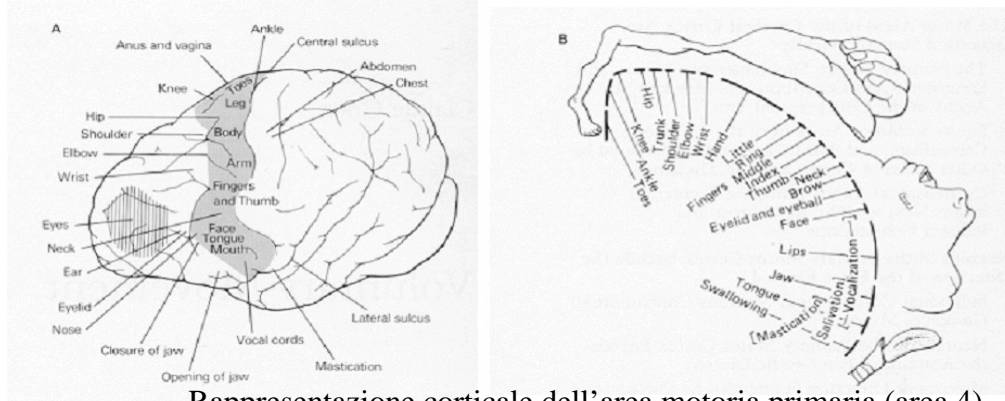 A
Ankle
Anus and vagina
Central sulcus
Abdomen
Toes
Knee
Chest
Leg
Hip
Body
Shoulder
Elbow
Arm
Wrist
Fingers
and Thumb
Eyes
Face
Neck
Tongue
Mouth
Ear
Eyelid
Nose
Lateral sulcus
Closure of jaw
Vocal cords
Opening of jaw
Mastication
B
Hip
Trunk
Shoulder
Elbow
Wrist
Hand
Knee
Ankle
Toes
Little
Ring
Middle
Index
Fingers
Thumb
Neck
Brow
Eyelid and eyeball
Face
Lips
Jaw
Tongue
Swallowing
[Mastication]
Salivation]
Vocalization]
Rappresentazione corticale dell'area motoria primaria (area 4)